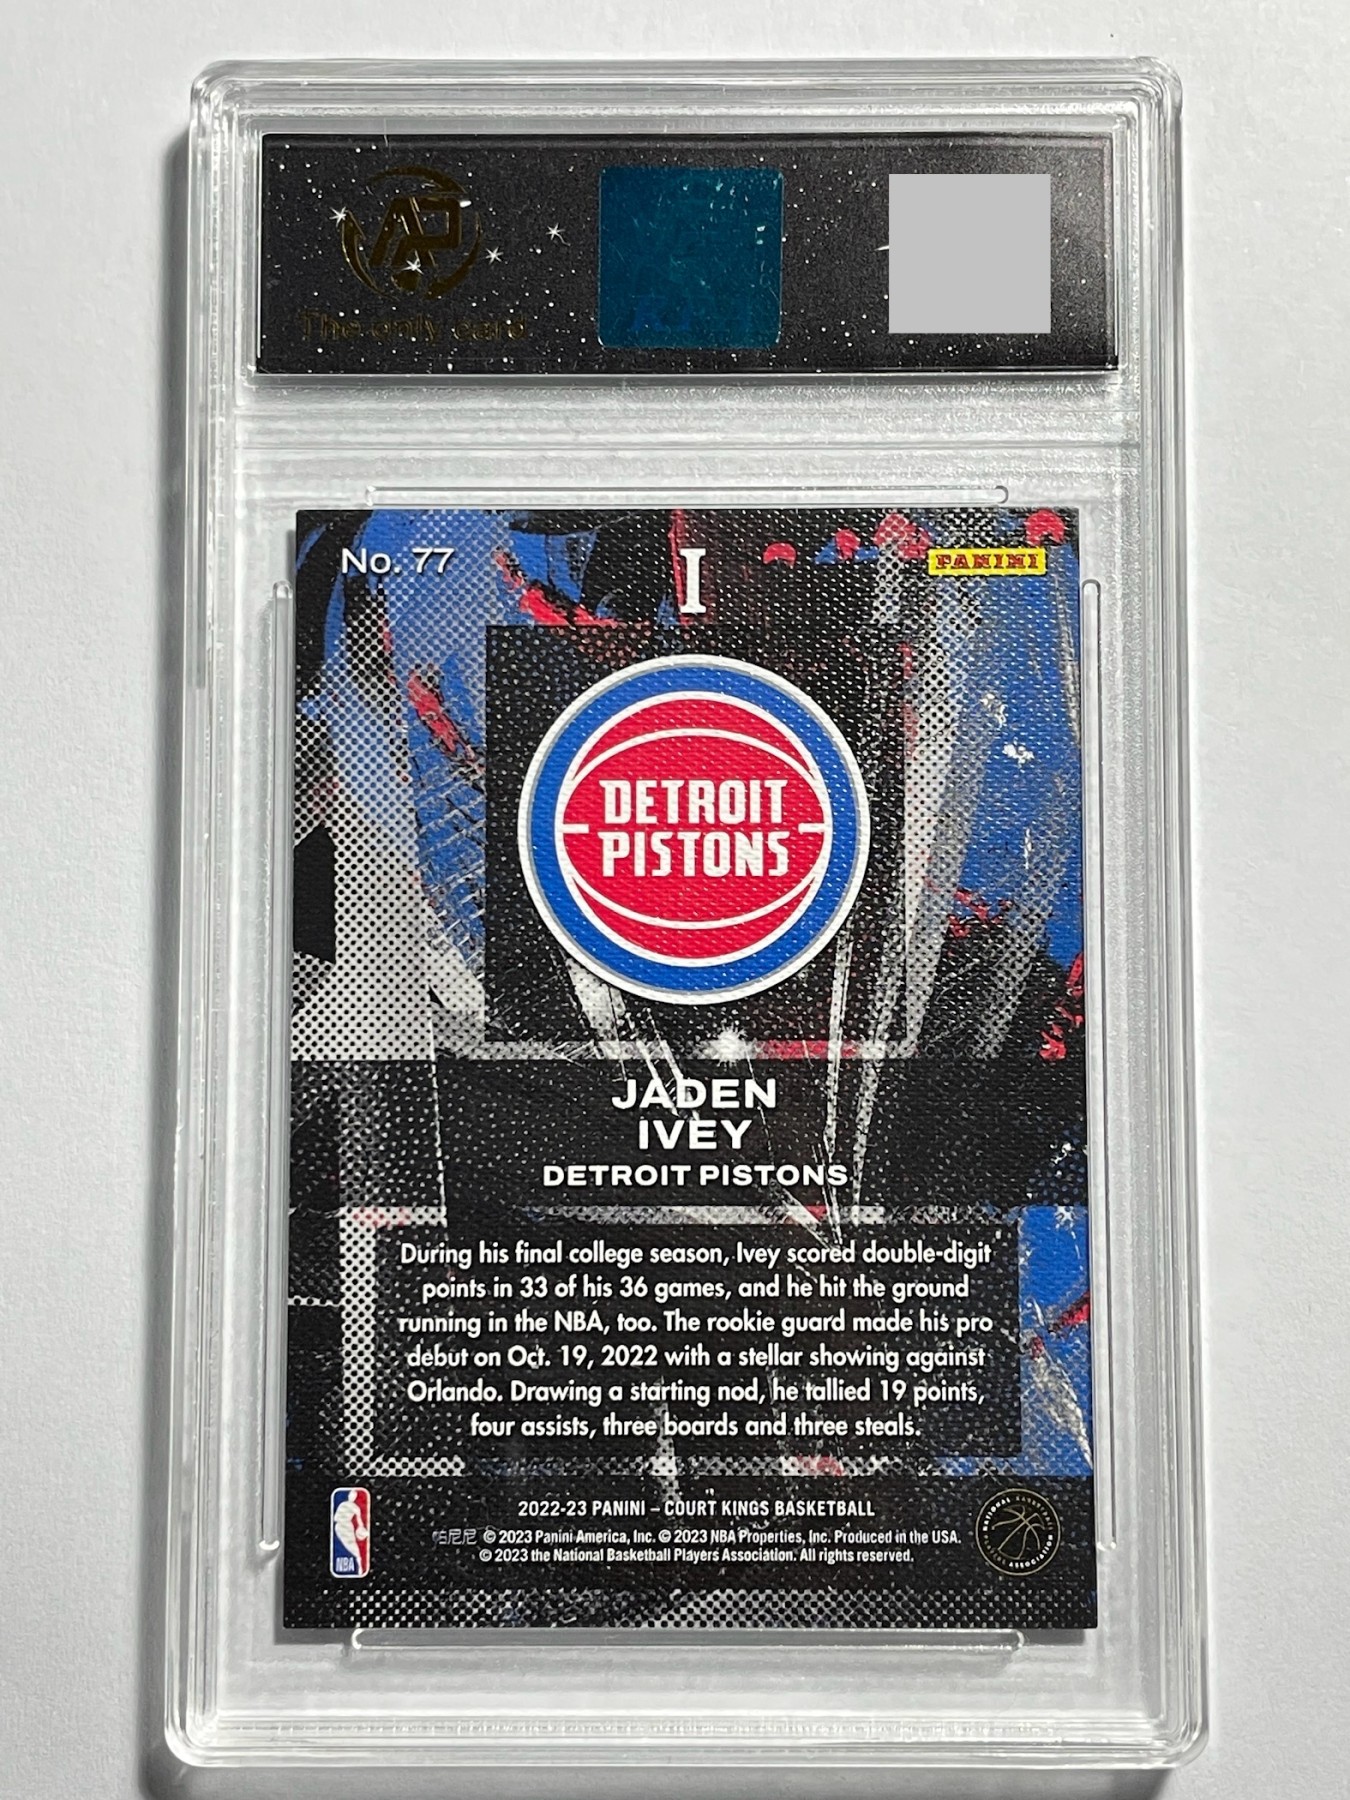 AP
The only card
No. 77
I
PANINI
DETROIT
PISTONS
JADEN
IVEY
DETROIT PISTONS
During his final college season, Ivey scored double-digit
points in 33 of his 36 games, and he hit the ground
running in the NBA, too. The rookie guard made his pro
debut on Oct. 19, 2022 with a stellar showing against
Orlando. Drawing a starting nod, he tallied 19 points,
four assists, three boards and three steals.
2022-23 PANINI – COURT KINGS BASKETBALL
© 2023 Panini America, Inc. © 2023 NBA Properties, Inc. Produced in the USA.
© 2023 the National Basketball Players Association. All rights reserved.
NBA
NATIONAL BASKETBALL PLAYERS ASSOCIATION